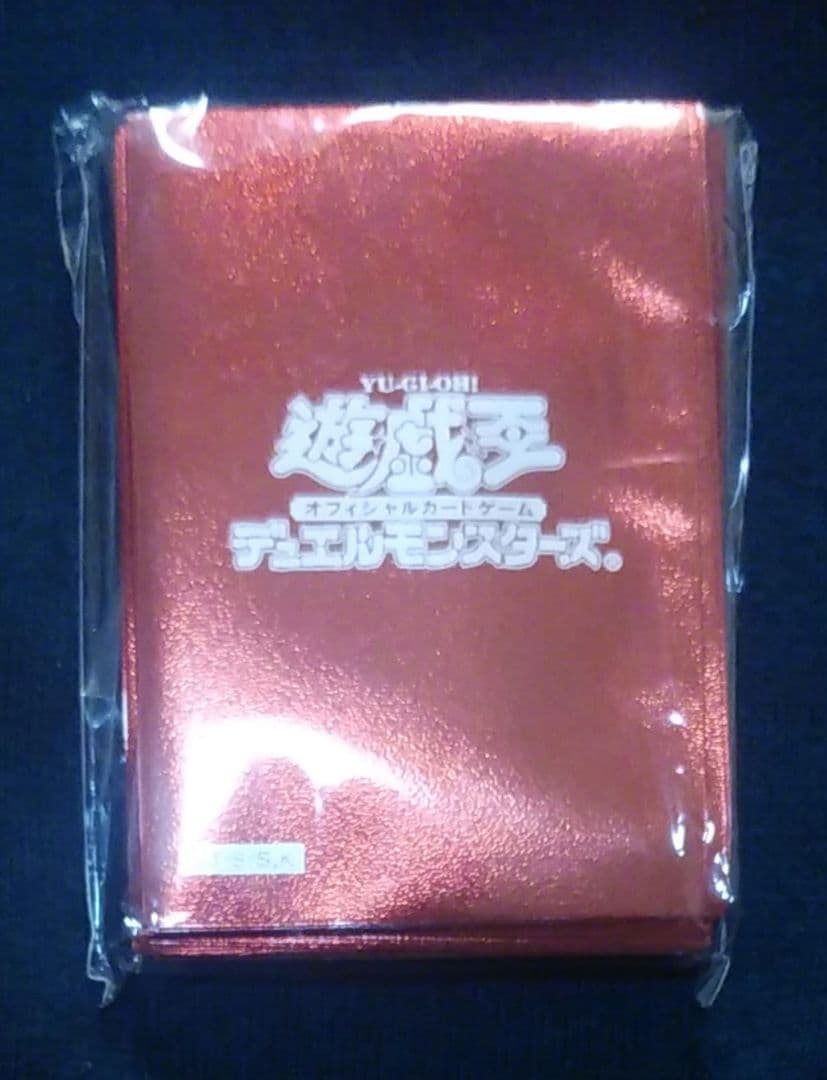 YU-GI-OH!
遊戯王
オフィシャルカードゲーム
デュエルモンスターズ。